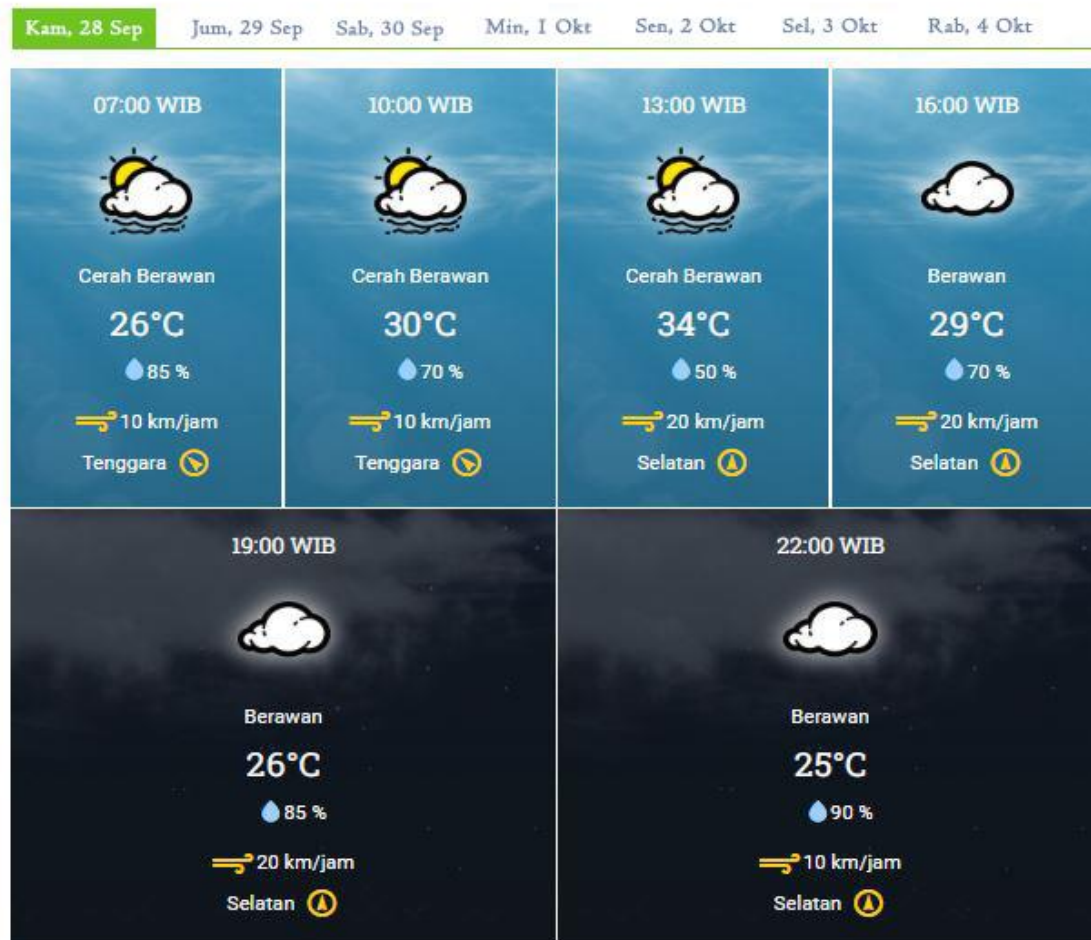 Kam, 28 Sep Jum, 29 Sep Sab, 30 Sep Min, 1 Okt Sen, 2 Okt Sel, 3 Okt Rab, 4 Okt
07:00 WIB
Cerah Berawan
26°C
85 %
10 km/jam
Tenggara
10:00 WIB
Cerah Berawan
30°C
70 %
10 km/jam
Tenggara
13:00 WIB
Cerah Berawan
34°C
50 %
20 km/jam
Selatan
16:00 WIB
Berawan
29°C
70 %
20 km/jam
Selatan
19:00 WIB
Berawan
26°C
85 %
20 km/jam
Selatan
22:00 WIB
Berawan
25°C
90 %
10 km/jam
Selatan